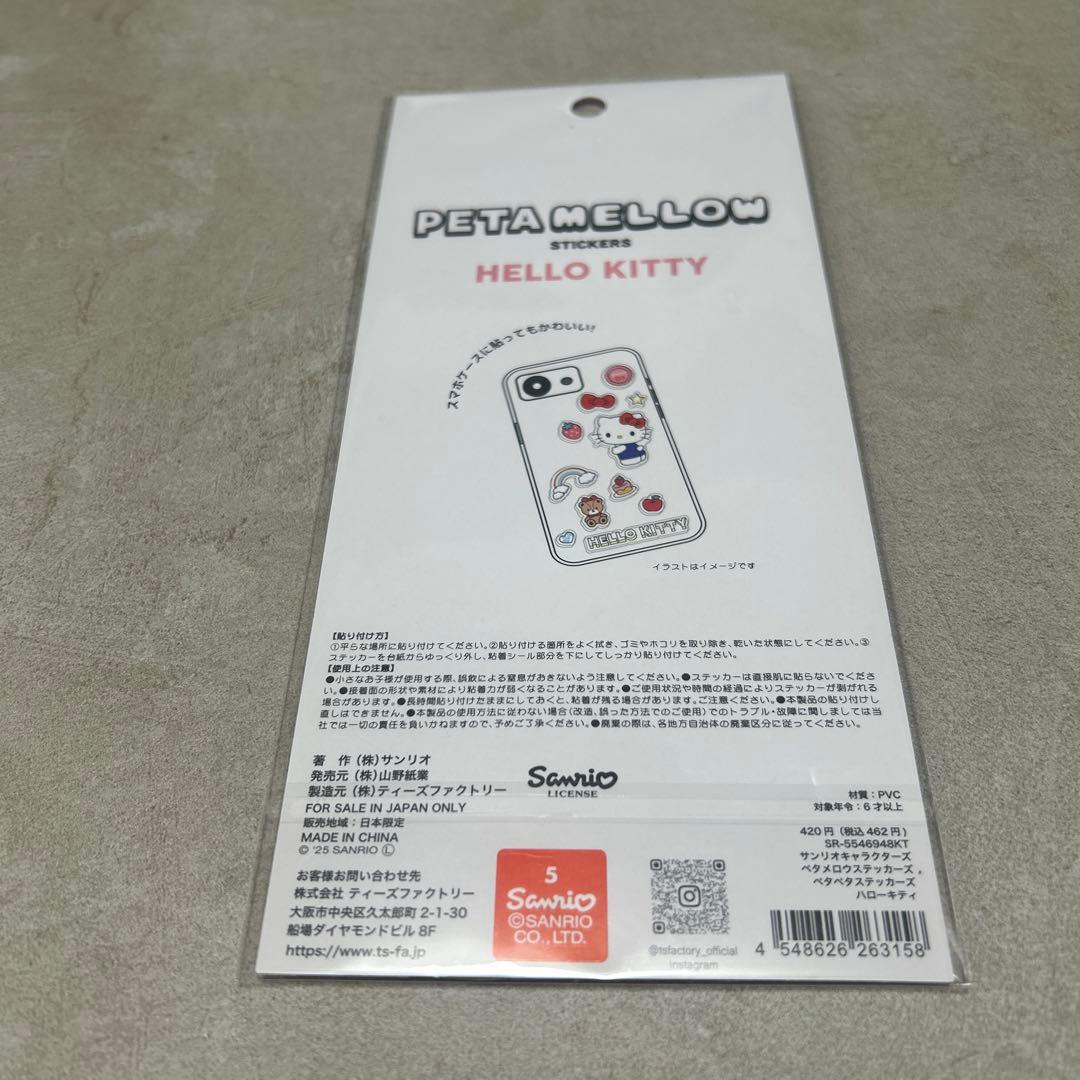 PETA MELLOW
STICKERS
HELLO KITTY
スマホケースに貼ってもかわいい!
HELLO KITTY
イラストはイメージです
【貼り付け方】
①平らな場所に貼り付けてください。②貼り付ける箇所をよく拭き、ゴミやホコリを取り除き、乾いた状態にしてください。③
ステッカーを台紙からゆっくり外し、粘着シール部分を下にしてしっかり貼り付けてください。
【使用上の注意】
●小さなお子様が使用する際、誤飲による窒息がおきないよう注意してください。●ステッカーは直接肌に貼らないでくださ
い。●接着面の形状や素材により粘着力が弱くなることがあります。●ご使用状況や時間の経過によりステッカーが剥がれる
場合があります。●長時間貼り付けたままにしておくと、粘着が残る場合があります。ご注意ください。●本製品の貼り付けし
直しはできません。●本製品の使用方法に従わない場合(改造、誤った方法でのご使用)でのトラブル・故障に関しましては当
社では一切の責任を負いかねますので、予めご了承ください。●廃棄の際は、各地方自治体の廃棄区分に従ってください。
著 作 (株)サンリオ
発売元 (株)山野紙業
製造元 (株)ティーズファクトリー
FOR SALE IN JAPAN ONLY
販売地域:日本限定
MADE IN CHINA
© '25 SANRIO Ⓛ
Sanrio
LICENSE
お客様お問い合わせ先
株式会社 ティーズファクトリー
大阪市中央区久太郎町 2-1-30
船場ダイヤモンドビル 8F
https://www.ts-fa.jp
5
Sanrio
©SANRIO
CO., LTD.
@tsfactory_official
instagram
材質:PVC
対象年令:6才以上
420円(税込462円)
SR-5546948KT
サンリオキャラクターズ
ペタメロウステッカーズ
ペタペタステッカーズ
ハローキティ
4 548626 263158